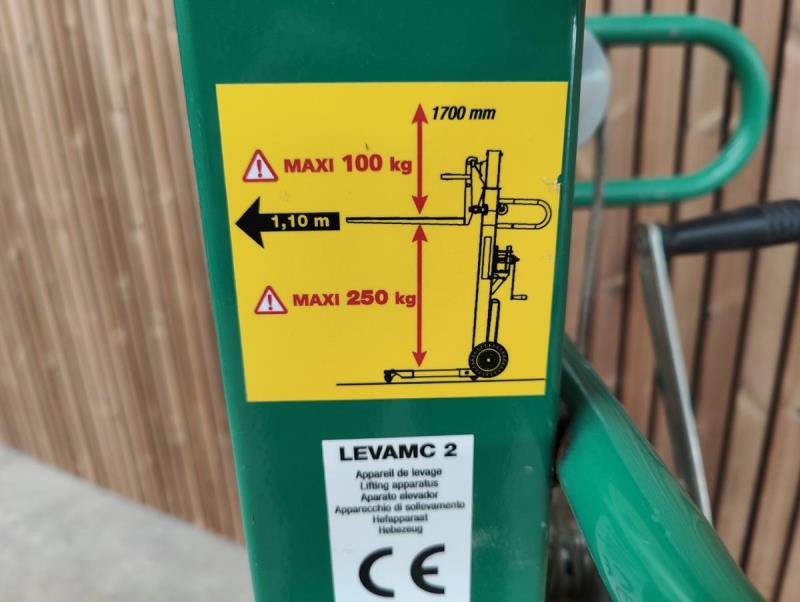 1700 mm
MAXI 100 kg
1,10 m
MAXI 250 kg
LEVAMC 2
Appareil de levage
Lifting apparatus
Aparato elevador
Apparecchio di sollevamento
Hefapparaat
Hebezeug
CE